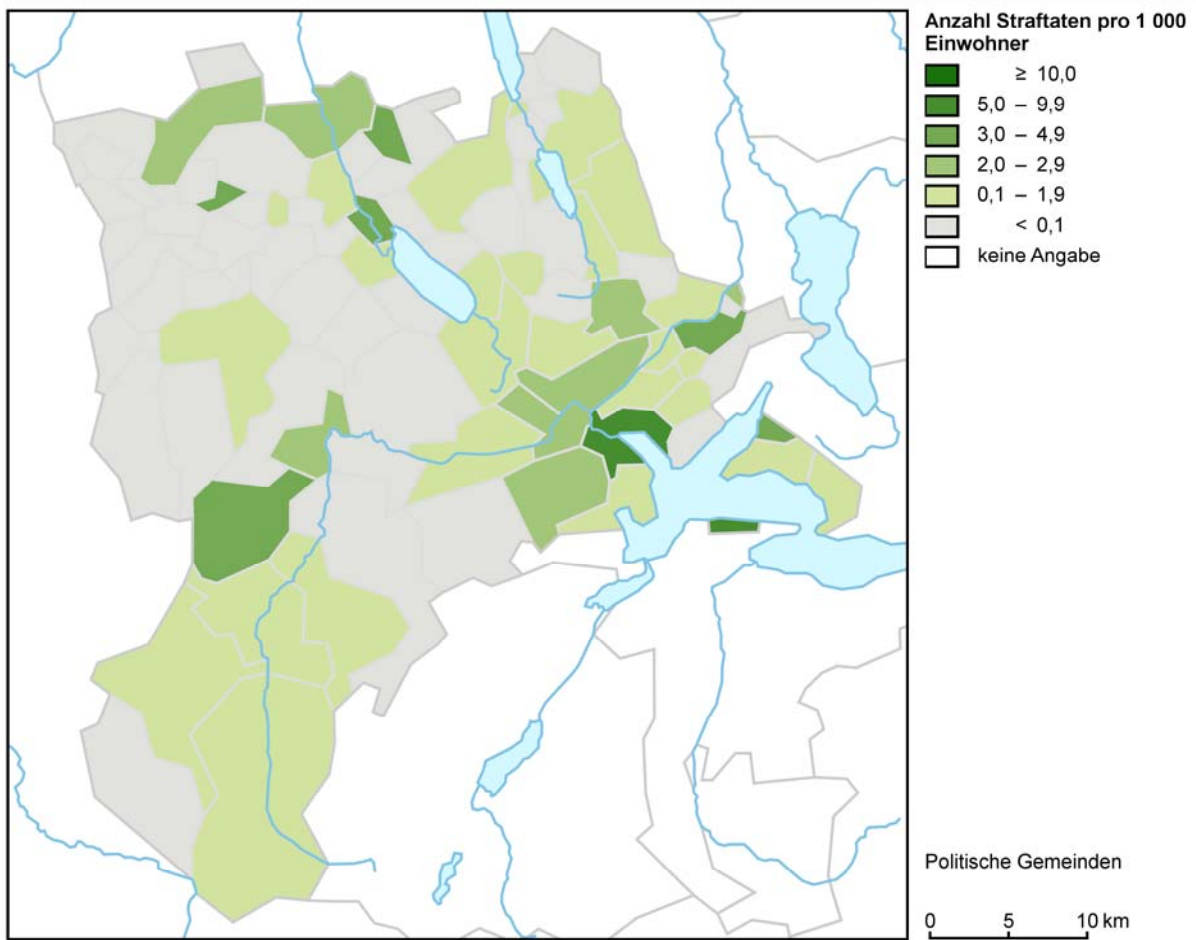 Anzahl Straftaten pro 1 000
Einwohner
≥ 10,0
5,0 – 9,9
3,0 – 4,9
2,0 – 2,9
0,1 – 1,9
< 0,1
keine Angabe
Politische Gemeinden
0 5 10 km